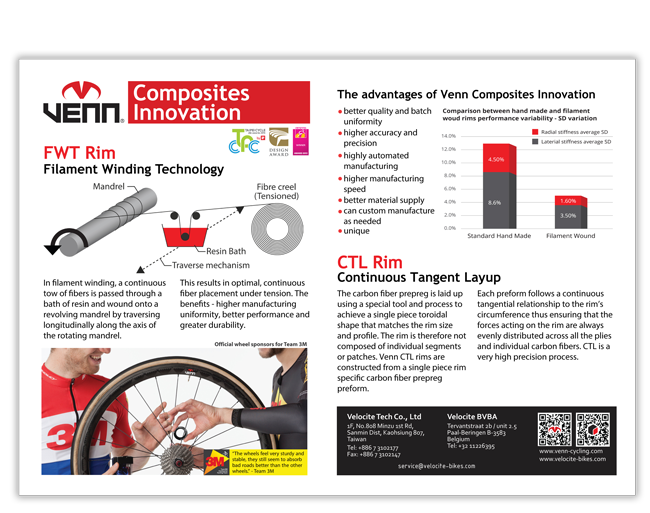 VENN®
Composites
Innovation
TAIPEI CYCLE
DESIGN
AWARD
FWT Rim
Filament Winding Technology
Mandrel
Fibre creel
(Tensioned)
Resin Bath
Traverse mechanism
In filament winding, a continuous
tow of fibers is passed through a
bath of resin and wound onto a
revolving mandrel by traversing
longitudinally along the axis of
the rotating mandrel.
This results in optimal, continuous
fiber placement under tension. The
benefits - higher manufacturing
uniformity, better performance and
greater durability.
Official wheel sponsors for Team 3M
3M
VENN
3M
"The wheels feel very sturdy and
stable, they still seem to absorb
bad roads better than the other
wheels." - Team 3M
The advantages of Venn Composites Innovation
•better quality and batch
uniformity
•higher accuracy and
precision
•highly automated
manufacturing
•higher manufacturing
speed
•better material supply
•can custom manufacture
as needed
•unique
Comparison between hand made and filament
woud rims performance variability - SD variation
Radial stiffness average SD
Laterial stiffness average SD
14.0%
12.0%
10.0%
8.0%
6.0%
4.0%
2.0%
0.0%
4.50%
8.6%
1.60%
3.50%
Standard Hand Made
Filament Wound
CTL Rim
Continuous Tangent Layup
The carbon fiber prepreg is laid up
using a special tool and process to
achieve a single piece toroidal
shape that matches the rim size
and profile. The rim is therefore not
composed of individual segments
or patches. Venn CTL rims are
constructed from a single piece rim
specific carbon fiber prepreg
preform.
Each preform follows a continuous
tangential relationship to the rim's
circumference thus ensuring that the
forces acting on the rim are always
evenly distributed across all the plies
and individual carbon fibers. CTL is a
very high precision process.
Velocite Tech Co., Ltd
1F, No.808 Minzu 1st Rd,
Sanmin Dist, Kaohsiung 807,
Taiwan
Tel: +886 7 3102177
Fax: +886 7 3102147
Velocite BVBA
Tervantstraat 2b / unit 2.5
Paal-Beringen B-3583
Belgium
Tel: +32 11226395
service@velocite-bikes.com
www.venn-cycling.com
www.velocite-bikes.com